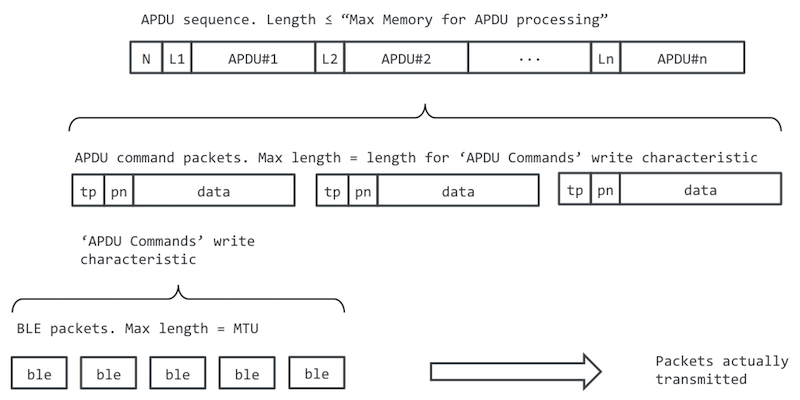 APDU sequence. Length ≤ “Max Memory for APDU processing”
N L1 APDU#1 L2 APDU#2 ... Ln APDU#n
APDU command packets. Max length = length for ‘APDU Commands’ write characteristic
tp pn data tp pn data tp pn data
‘APDU Commands’ write
characteristic
BLE packets. Max length = MTU
ble ble ble ble ble
Packets actually
transmitted